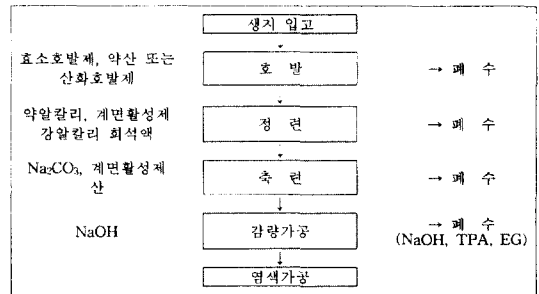 생지 입고
효소호발제, 약산 또는
산화호발제
호 발
→ 폐 수
약알칼리, 계면활성제
강알칼리 희석액
정 련
→ 폐 수
Na₂CO₃, 계면활성제
산
축 련
→ 폐 수
NaOH
감량가공
→ 폐 수
(NaOH, TPA, EG)
염색가공